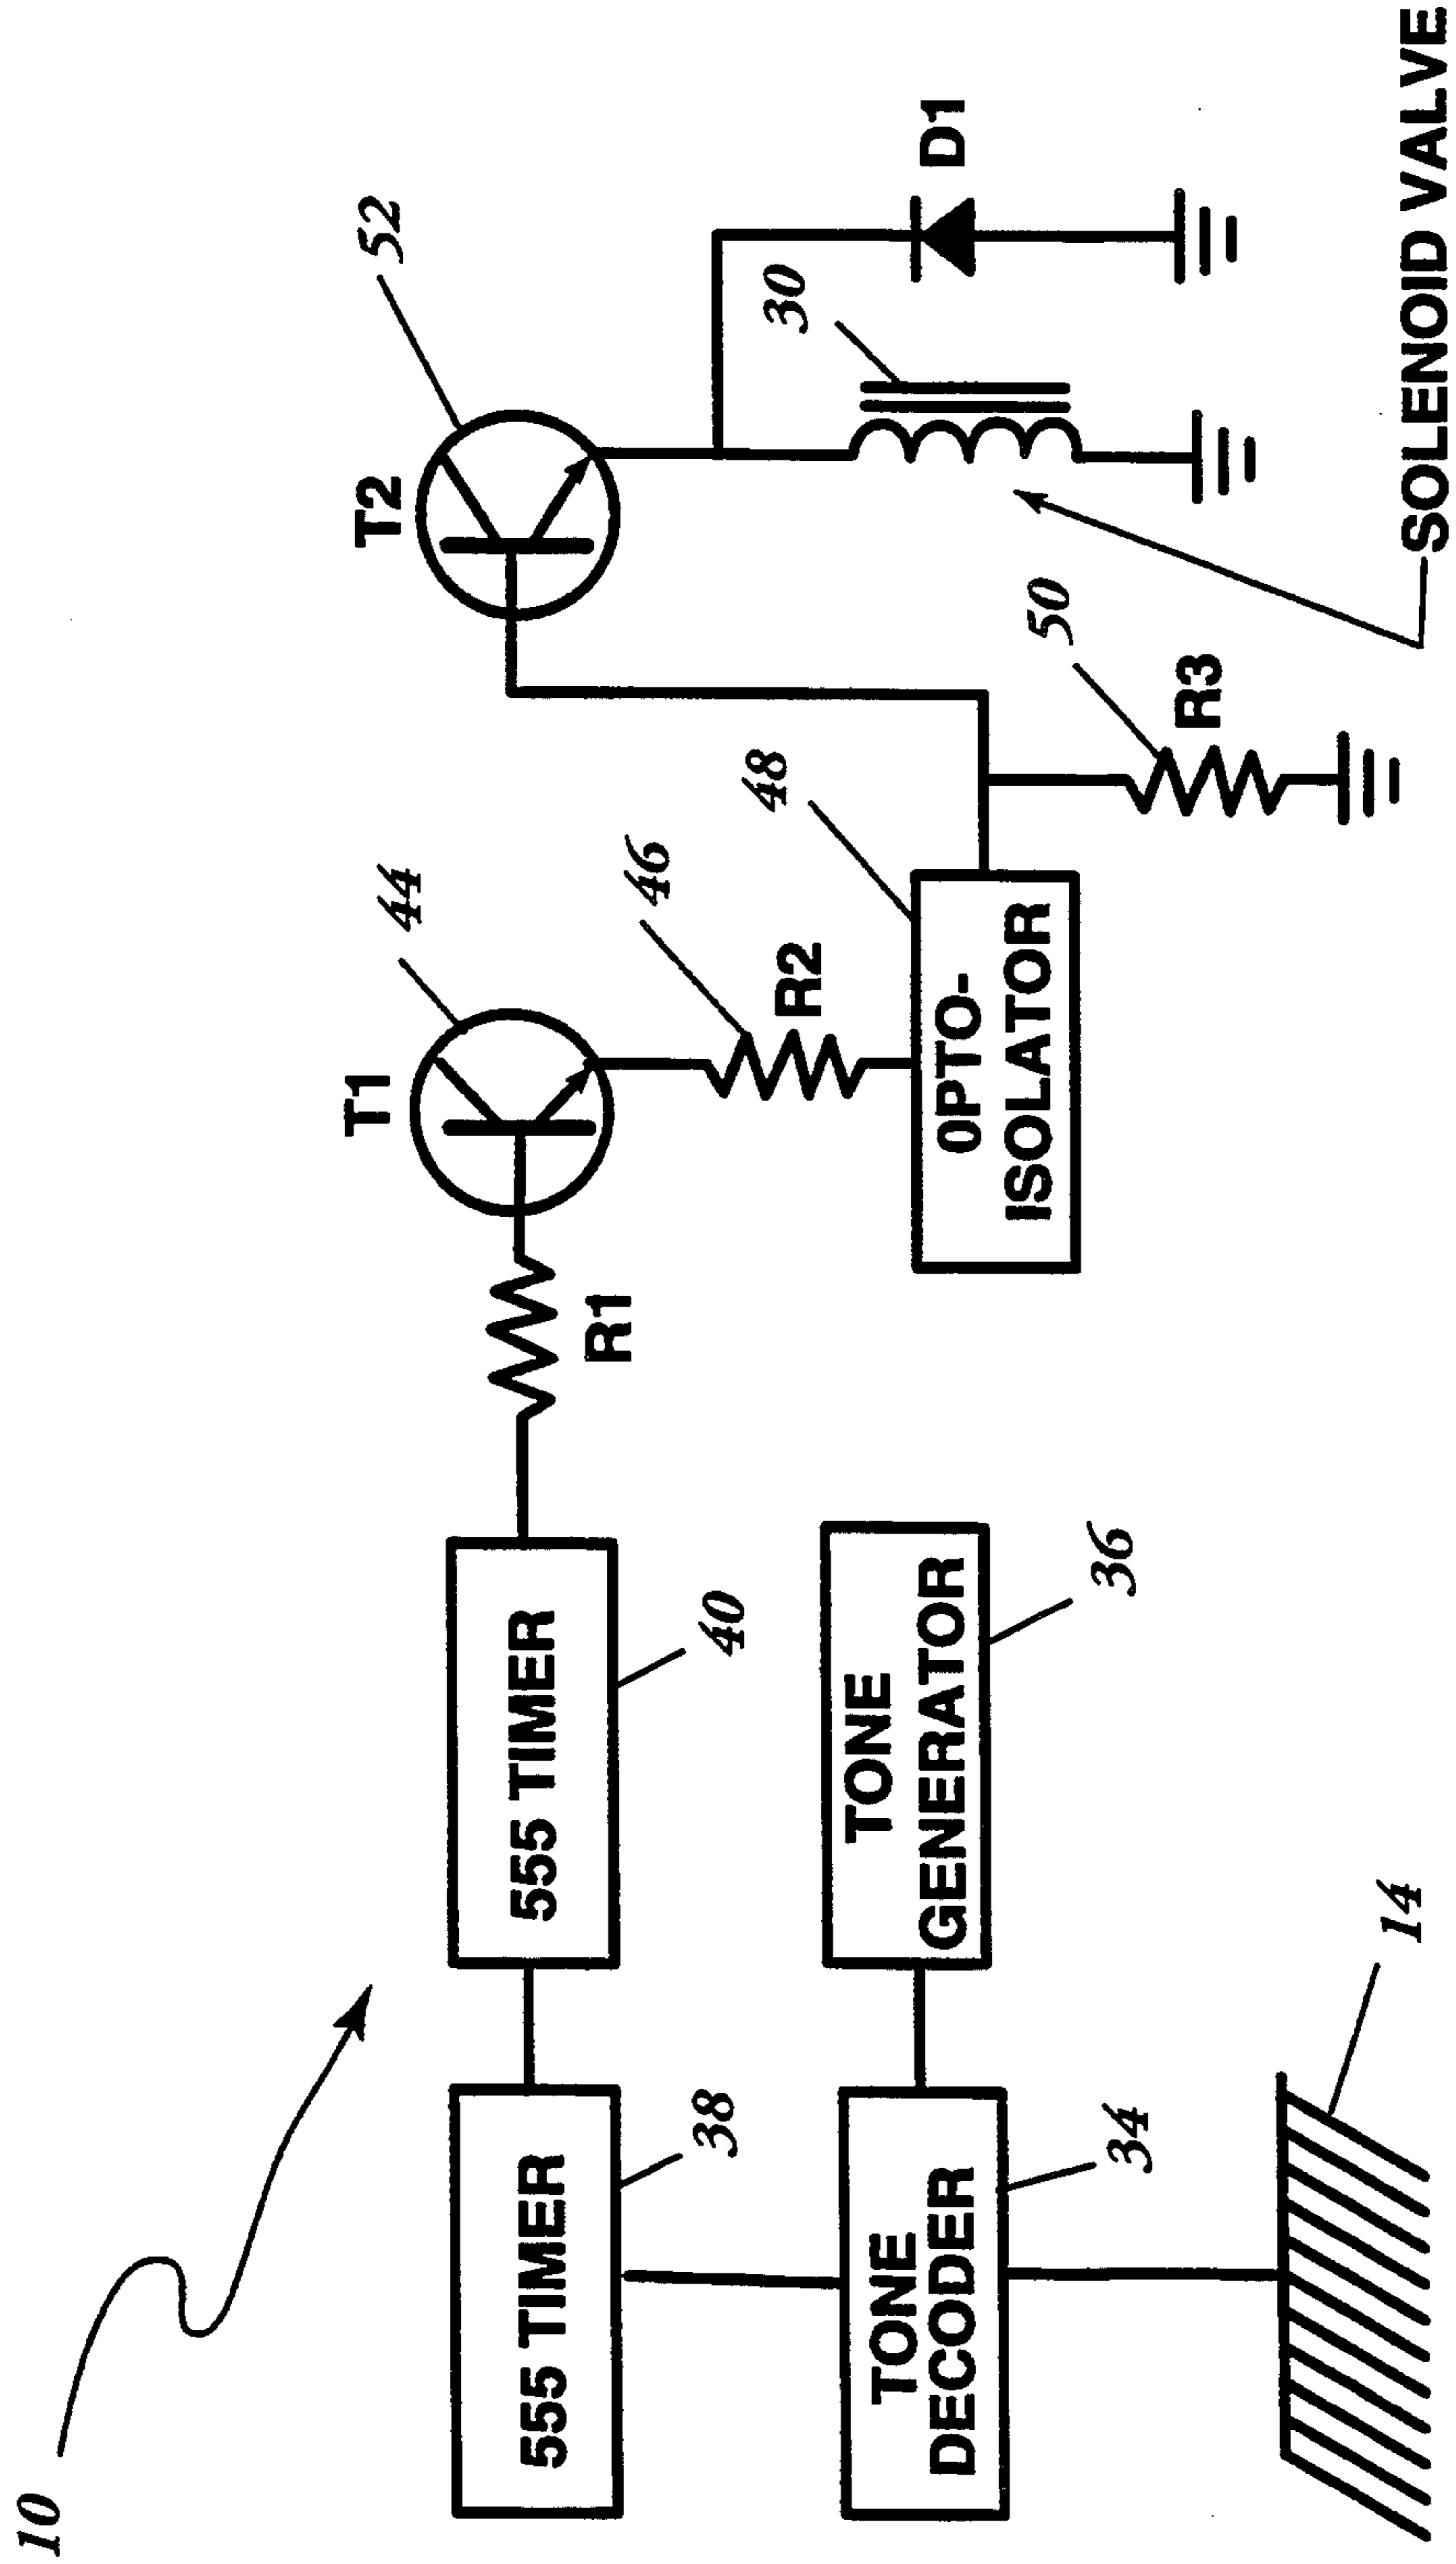 10
T1
44
T2
52
555 TIMER
38
555 TIMER
40
R1
46
R2
48
30
D1
TONE
DECODER
34
TONE
GENERATOR
36
0PTO-
ISOLATOR
50
R3
14
SOLENOID VALVE